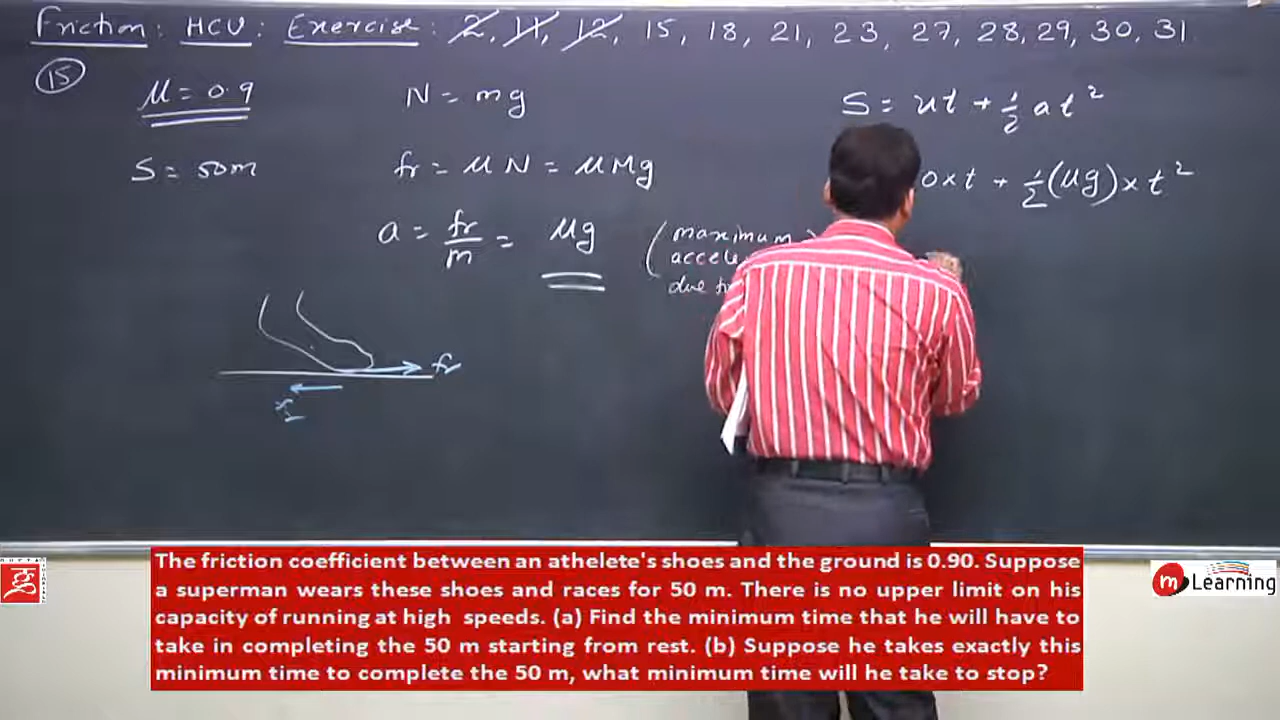 Friction: HCV: Exercise: 2, 11, 12, 15, 18, 21, 23, 27, 28, 29, 30, 31
15
μ = 0.9
N = mg
S = ut + 1/2 at²
S = 50m
fr = μN = μMg
0×t + 1/2(μg)×t²
a = fr/m = μg
(maximum
due
fr
The friction coefficient between an athelete's shoes and the ground is 0.90. Suppose
a superman wears these shoes and races for 50 m. There is no upper limit on his
capacity of running at high speeds. (a) Find the minimum time that he will have to
take in completing the 50 m starting from rest. (b) Suppose he takes exactly this
minimum time to complete the 50 m, what minimum time will he take to stop?
g
m Learning